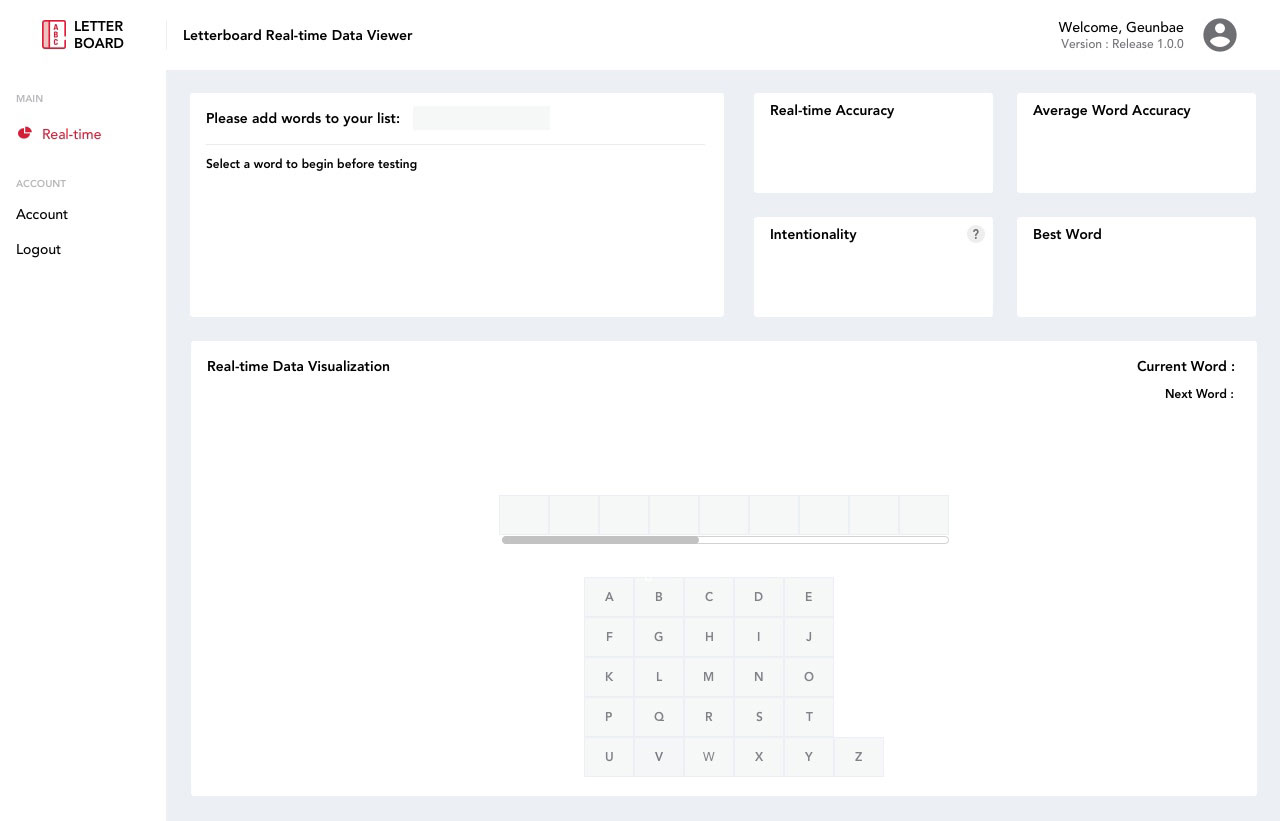 A
B
C
LETTER
BOARD
Letterboard Real-time Data Viewer
Welcome, Geunbae
Version : Release 1.0.0
MAIN
Real-time
ACCOUNT
Account
Logout
Please add words to your list:
Select a word to begin before testing
Real-time Accuracy
Average Word Accuracy
Intentionality
?
Best Word
Real-time Data Visualization
Current Word :
Next Word :
A B C D E
F G H I J
K L M N O
P Q R S T
U V W X Y Z